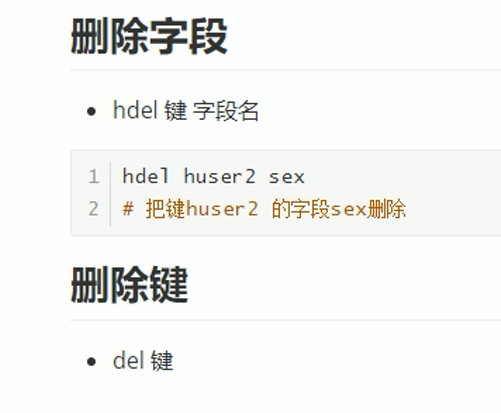 删除字段
• hdel 键 字段名
1 hdel huser2 sex
2 # 把键huser2 的字段sex删除
删除键
• del 键